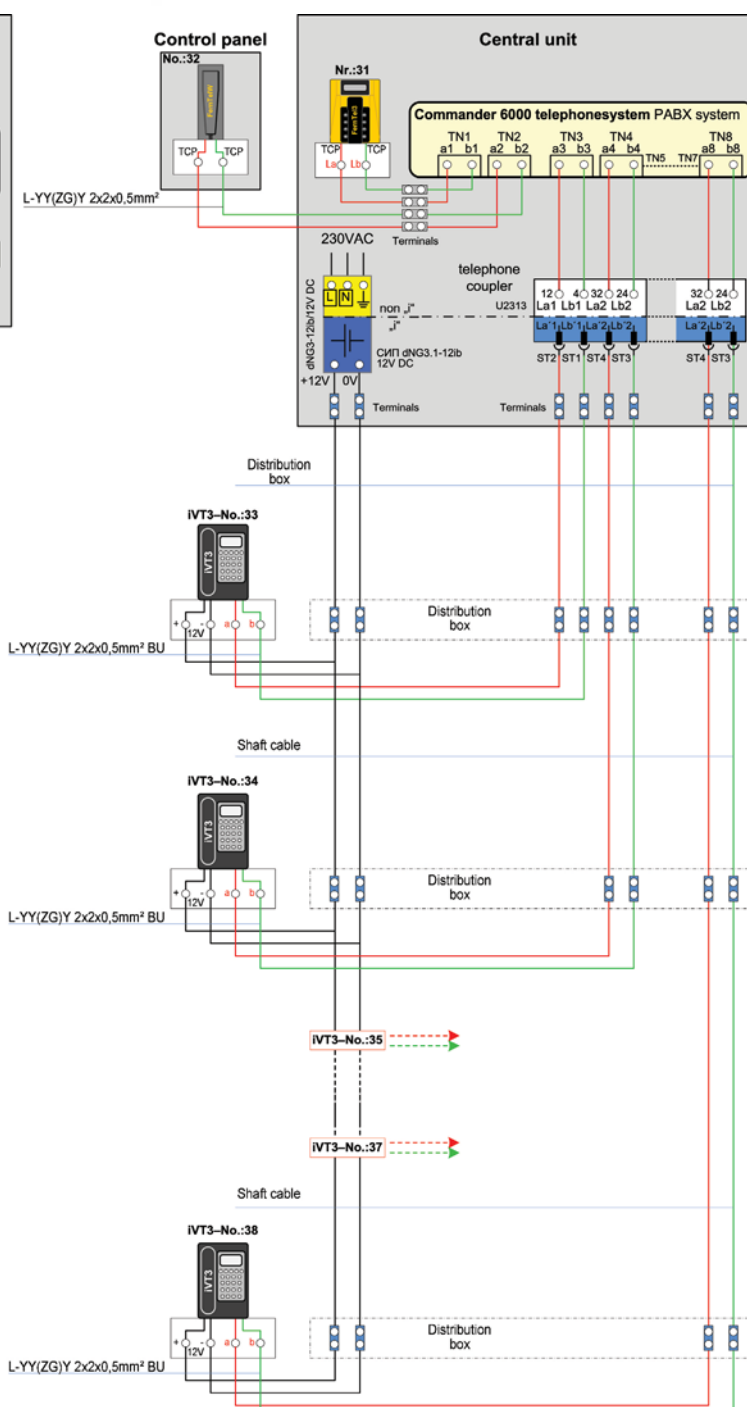 Control panel
No.:32
FernTelW
TCP
TCP
L-YY(ZG)Y 2x2x0,5mm²
Central unit
Nr.:31
FernTel3
TCP
TCP
La
Lb
Commander 6000 telephonesystem PABX system
TN1 TN2 TN3 TN4 TN8
a1 b1 a2 b2 a3 b3 a4 b4 TN5 TN7 a8 b8
Terminals
230VAC
L N
dNG3-12ib/12V DC
non „i“
„i“
СИП dNG3.1-12ib
12V DC
+12V 0V
Terminals
telephone
coupler
U2313
12 4 32 24 32 24
La1 Lb1 La2 Lb2 La2 Lb2
La`1 Lb`1 La`2 Lb`2 La`2 Lb`2
ST2 ST1 ST4 ST3 ST4 ST3
Terminals
Distribution
box
iVT3–No.:33
iVT3
+ - a b
12V
Distribution
box
L-YY(ZG)Y 2x2x0,5mm² BU
Shaft cable
iVT3–No.:34
iVT3
+ - a b
12V
Distribution
box
L-YY(ZG)Y 2x2x0,5mm² BU
iVT3–No.:35
iVT3–No.:37
Shaft cable
iVT3–No.:38
iVT3
+ - a b
12V
Distribution
box
L-YY(ZG)Y 2x2x0,5mm² BU